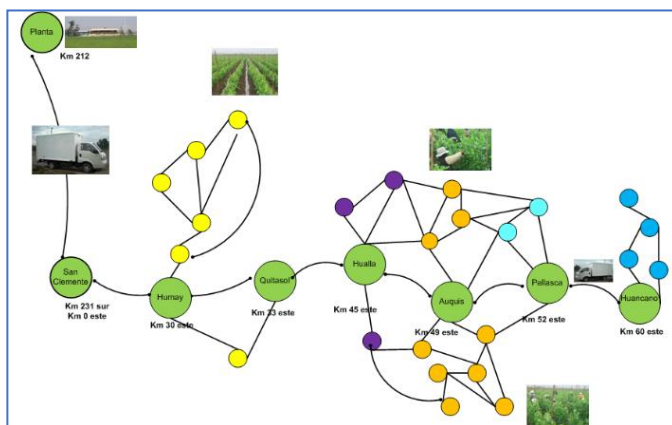 Planta
Km 212
San
Clemente
Km 231 sur
Km 0 este
Humay
Km 30 este
Quitasol
Km 33 este
Hualla
Km 45 este
Auquis
Km 49 este
Pallasca
Km 52 este
Huancano
Km 60 este